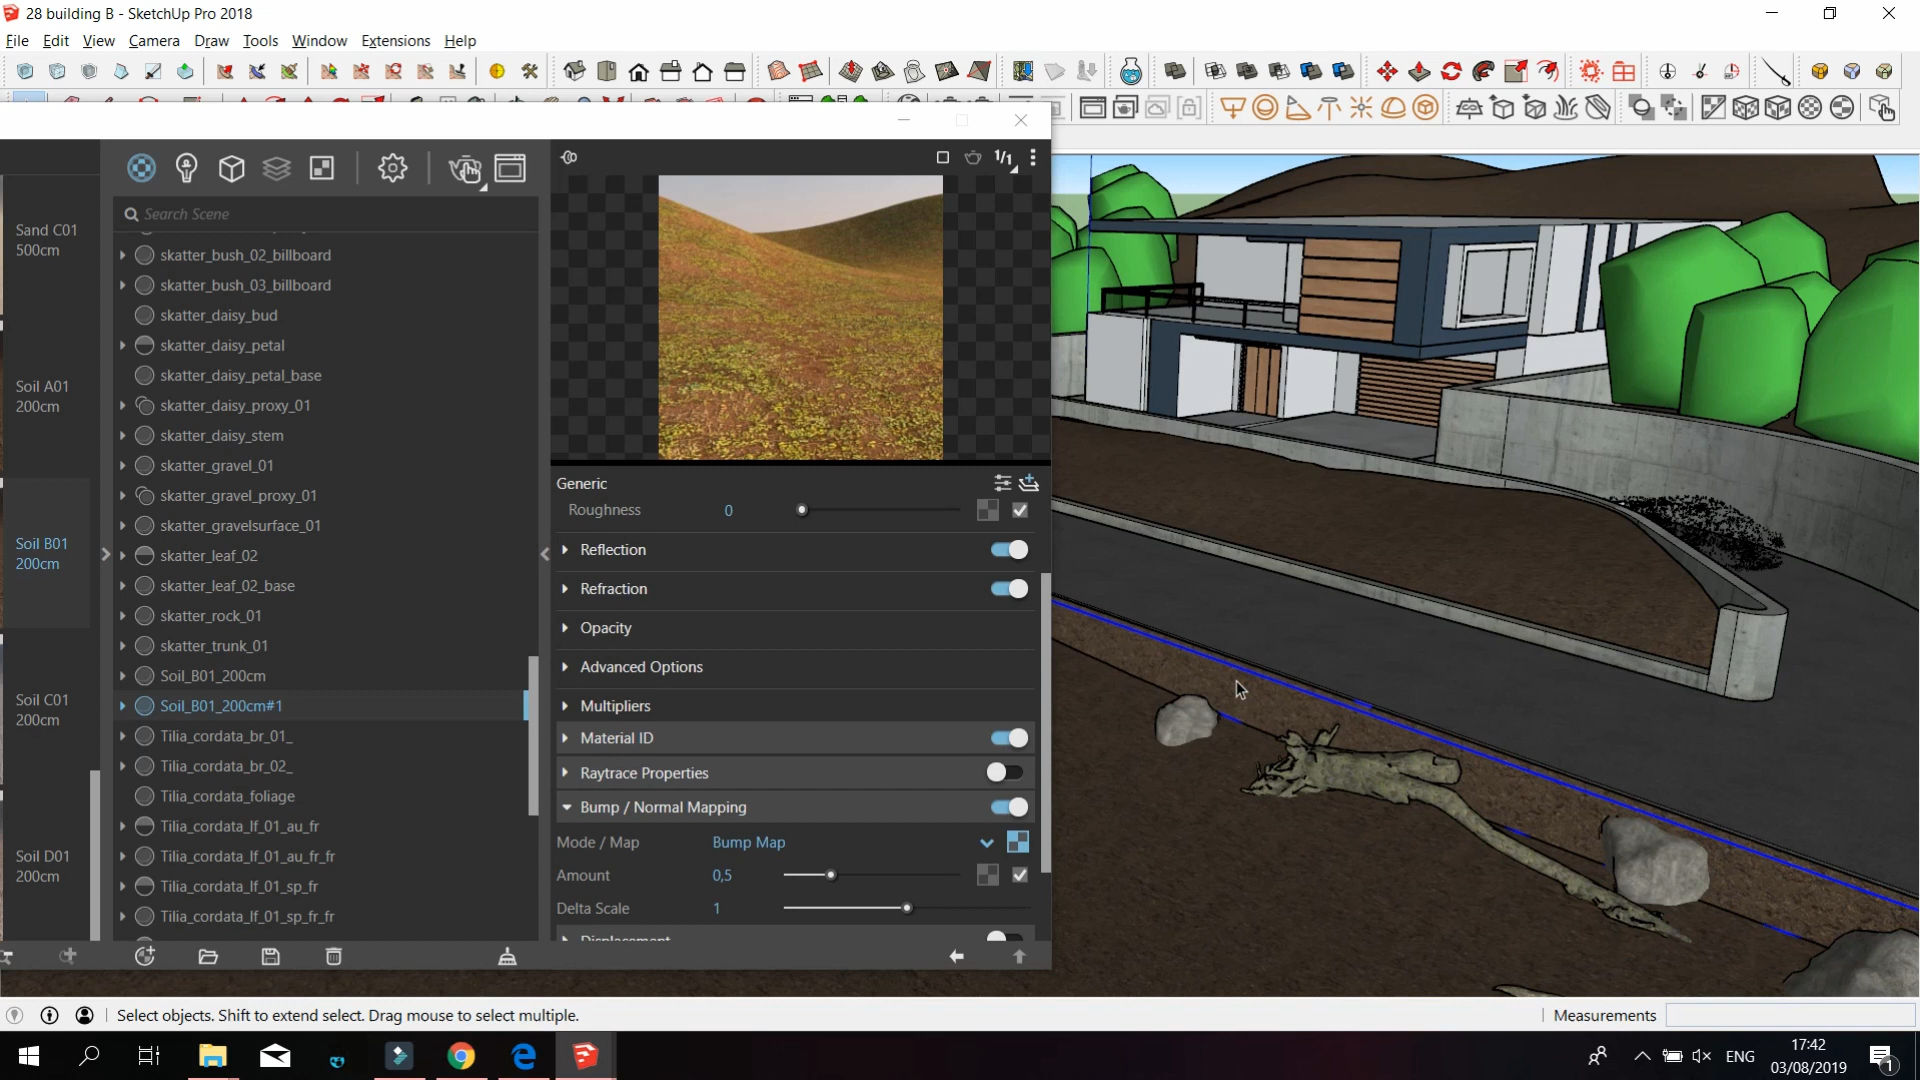 28 building B - SketchUp Pro 2018
File Edit View Camera Draw Tools Window Extensions Help
Search Scene
1/1
Sand C01
500cm
Soil A01
200cm
Soil B01
200cm
Soil C01
200cm
Soil D01
200cm
skatter_bush_02_billboard
skatter_bush_03_billboard
skatter_daisy_bud
skatter_daisy_petal
skatter_daisy_petal_base
skatter_daisy_proxy_01
skatter_daisy_stem
skatter_gravel_01
skatter_gravel_proxy_01
skatter_gravelsurface_01
skatter_leaf_02
skatter_leaf_02_base
skatter_rock_01
skatter_trunk_01
Soil_B01_200cm
Soil_B01_200cm#1
Tilia_cordata_br_01_
Tilia_cordata_br_02_
Tilia_cordata_foliage
Tilia_cordata_lf_01_au_fr
Tilia_cordata_lf_01_au_fr_fr
Tilia_cordata_lf_01_sp_fr
Tilia_cordata_lf_01_sp_fr_fr
Generic
Roughness 0
Reflection
Refraction
Opacity
Advanced Options
Multipliers
Material ID
Raytrace Properties
Bump / Normal Mapping
Mode / Map Bump Map
Amount 0,5
Delta Scale 1
Displacement
Select objects. Shift to extend select. Drag mouse to select multiple.
Measurements
ENG
17:42
03/08/2019
1